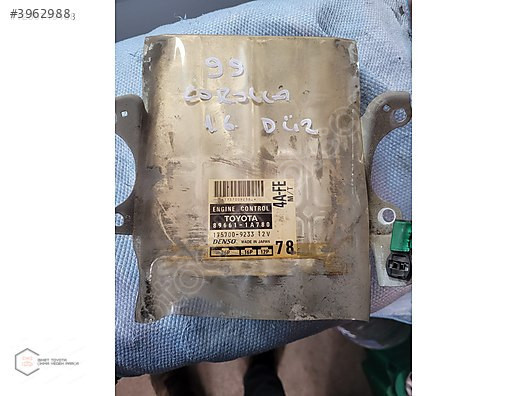 #3962988
99
COROLLA
1.6 DÜZ
ENGINE CONTROL
TOYOTA
89661-1A780
175700-9233 12V
DENSO MADE IN JAPAN
78
4A-FE
M/T